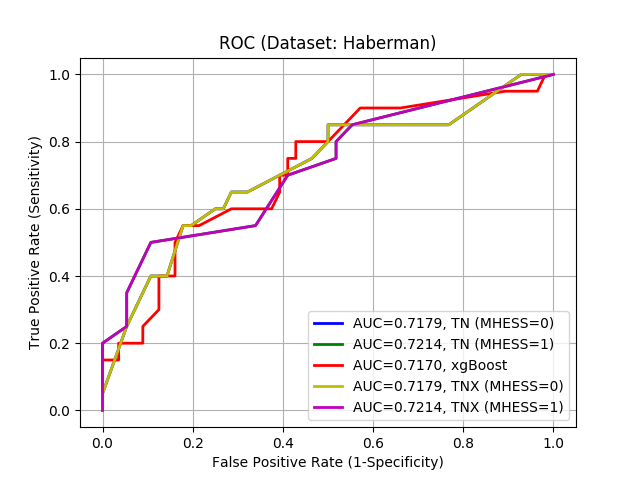 ROC (Dataset: Haberman)
True Positive Rate (Sensitivity)
1.0
0.8
0.6
0.4
0.2
0.0
AUC=0.7179, TN (MHESS=0)
AUC=0.7214, TN (MHESS=1)
AUC=0.7170, xgBoost
AUC=0.7179, TNX (MHESS=0)
AUC=0.7214, TNX (MHESS=1)
0.0 0.2 0.4 0.6 0.8 1.0
False Positive Rate (1-Specificity)